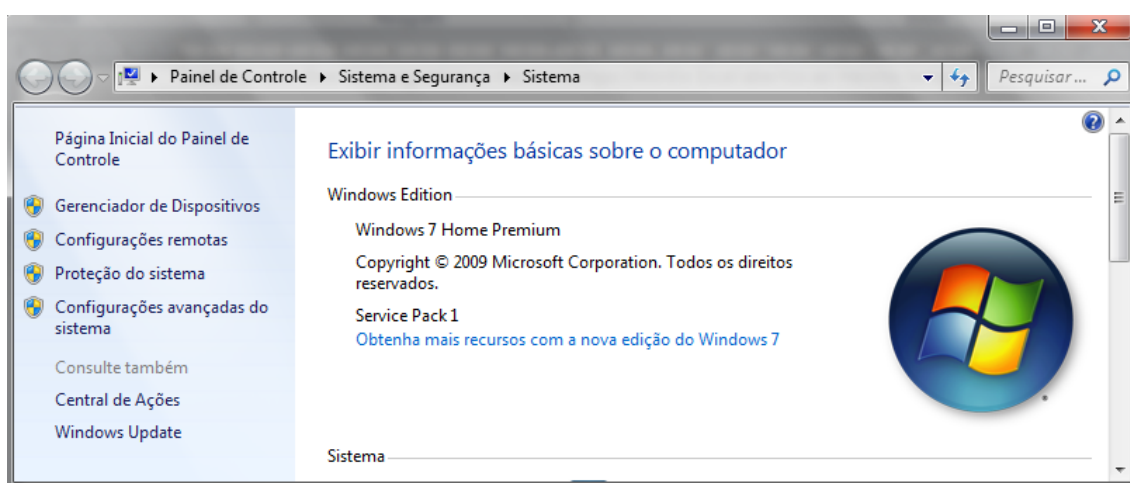 Painel de Controle ▸ Sistema e Segurança ▸ Sistema
Pesquisar...
Página Inicial do Painel de
Controle
Gerenciador de Dispositivos
Configurações remotas
Proteção do sistema
Configurações avançadas do
sistema
Consulte também
Central de Ações
Windows Update
Exibir informações básicas sobre o computador
Windows Edition
Windows 7 Home Premium
Copyright © 2009 Microsoft Corporation. Todos os direitos
reservados.
Service Pack 1
Obtenha mais recursos com a nova edição do Windows 7
Sistema